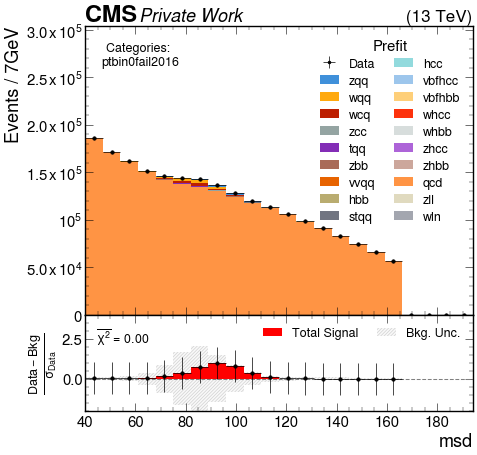 CMS Private Work (13 TeV)
Events / 7GeV
3.0 x 10^5
2.5 x 10^5
2.0 x 10^5
1.5 x 10^5
10^5
5.0 x 10^4
0
Categories:
ptbin0fail2016
Prefit
Data
zqq
wqq
wcq
zcc
tqq
zbb
vvqq
hbb
stqq
hcc
vbfhcc
vbfhbb
whcc
whbb
zhcc
zhbb
qcd
zll
wln
Data − Bkg
σData
2.5
0.0
χ² = 0.00
Total Signal
Bkg. Unc.
40 60 80 100 120 140 160 180
msd